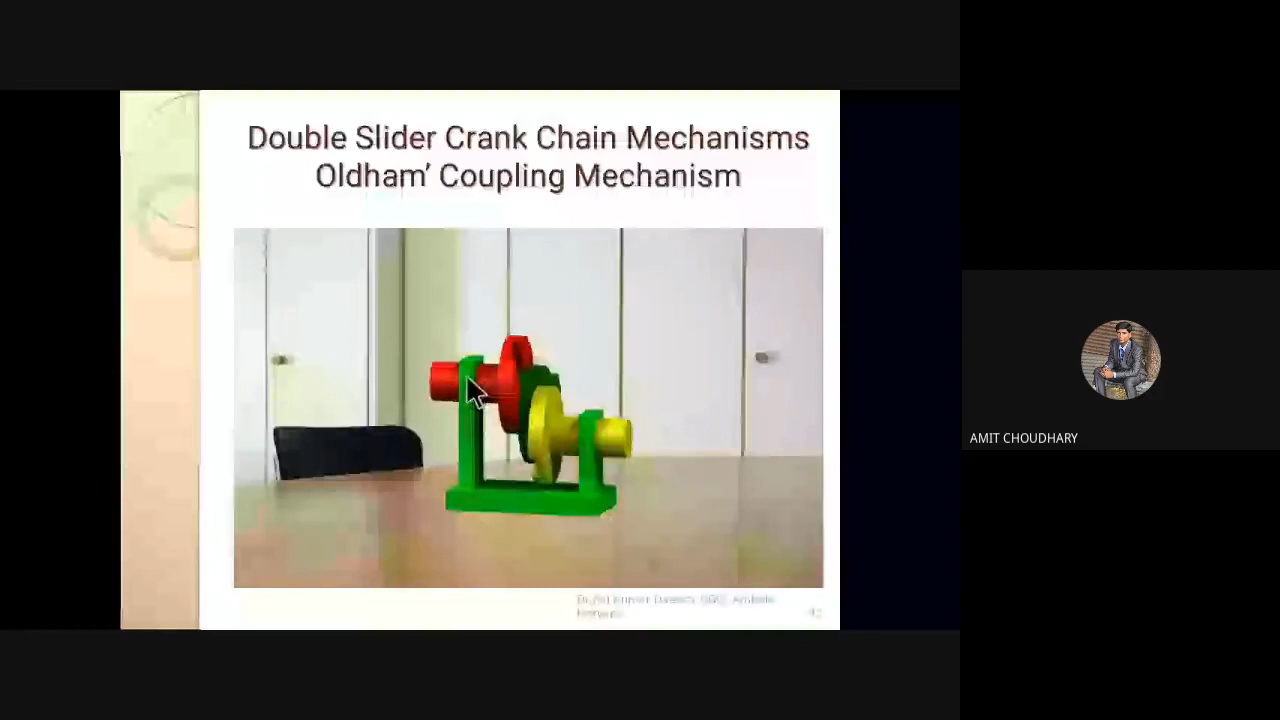 Double Slider Crank Chain Mechanisms
Oldham’ Coupling Mechanism
AMIT CHOUDHARY